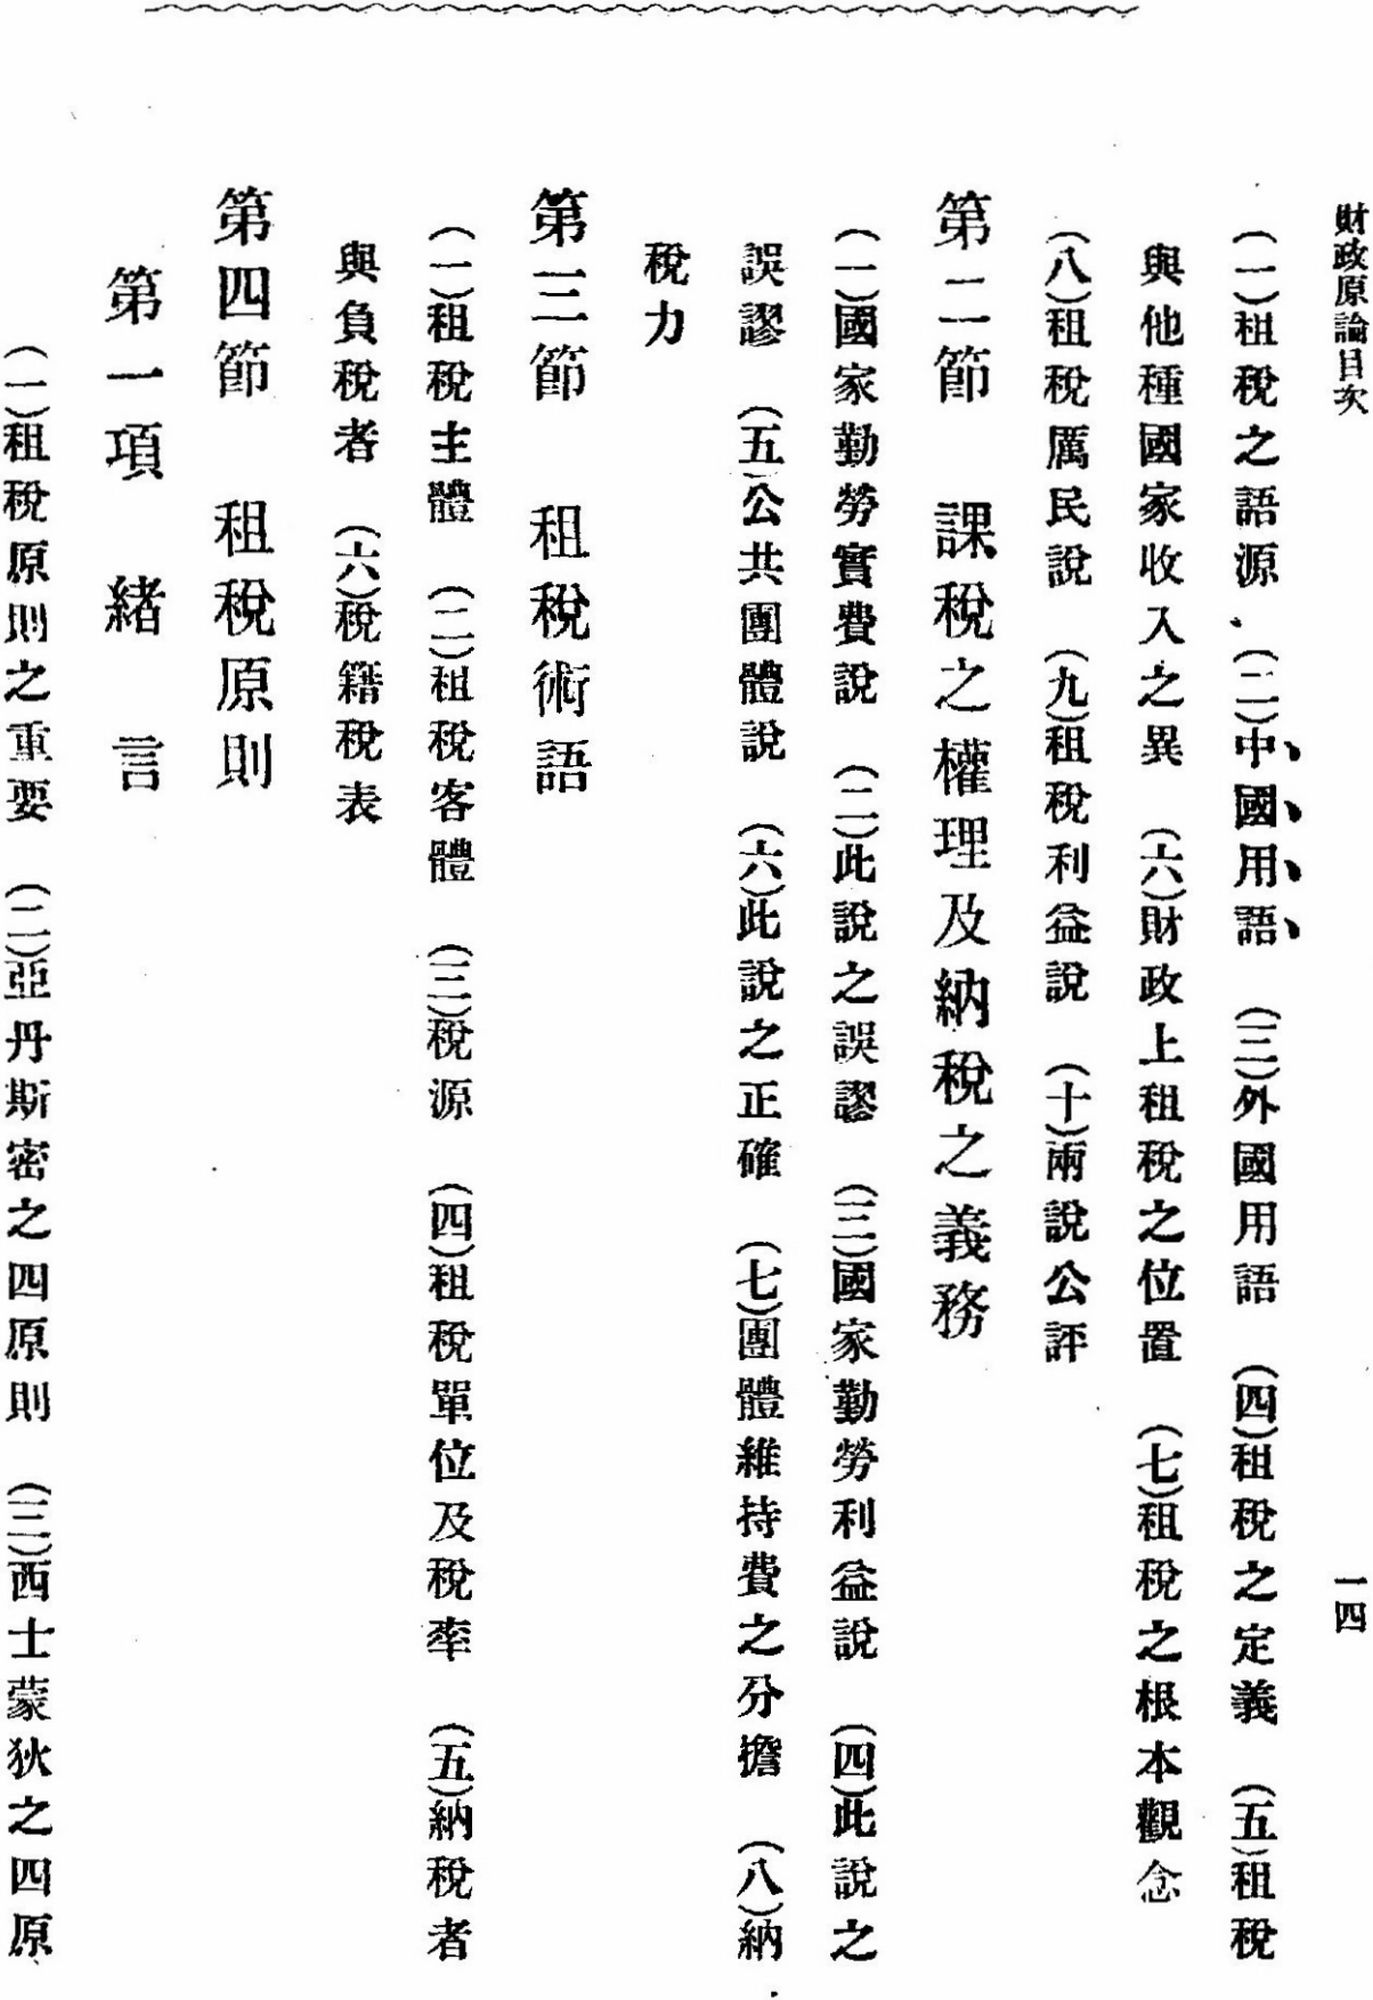 財政原論目次　一四
（一）租稅之語源、（二）中國用語　（三）外國用語　（四）租稅之定義　（五）租稅
與他種國家收入之異　（六）財政上租稅之位置　（七）租稅之根本觀念
（八）租稅厲民說　（九）租稅利益說　（十）兩說公評
第二節　課稅之權理及納稅之義務
（一）國家勤勞實費說　（二）此說之誤謬　（三）國家勤勞利益說　（四）此說之
誤謬　（五）公共團體說　（六）此說之正確　（七）團體維持費之分擔　（八）納
稅力
第三節　租稅術語
（一）租稅主體　（二）租稅客體　（三）稅源　（四）租稅單位及稅率　（五）納稅者
與負稅者　（六）稅籍稅表
第四節　租稅原則
第一項　緒言
（一）租稅原則之重要　（二）亞丹斯密之四原則　（三）西士蒙狄之四原